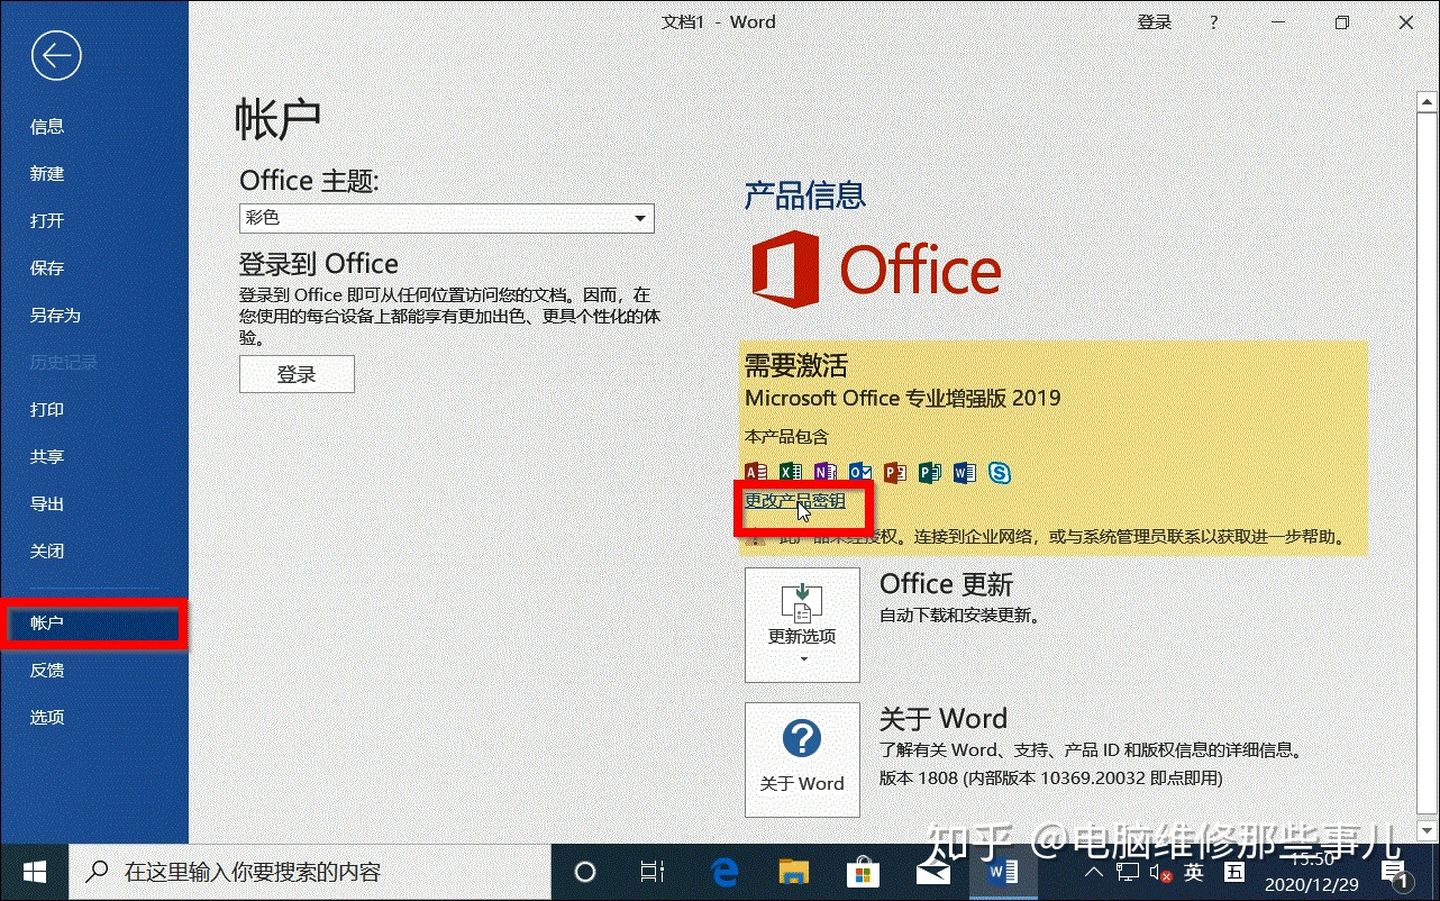 文档1 - Word
登录
?
信息
新建
打开
保存
另存为
历史记录
打印
共享
导出
关闭
帐户
反馈
选项
帐户
Office 主题:
彩色
登录到 Office
登录到 Office 即可从任何位置访问您的文档。因而，在
您使用的每台设备上都能享有更加出色、更具个性化的体
验。
登录
产品信息
Office
需要激活
Microsoft Office 专业增强版 2019
本产品包含
更改产品密钥
此产品未经授权。连接到企业网络，或与系统管理员联系以获取进一步帮助。
更新选项
Office 更新
自动下载和安装更新。
关于 Word
关于 Word
了解有关 Word、支持、产品 ID 和版权信息的详细信息。
版本 1808 (内部版本 10369.20032 即点即用)
知乎 @电脑维修那些事儿
在这里输入你要搜索的内容
英
五
15:50
2020/12/29
1